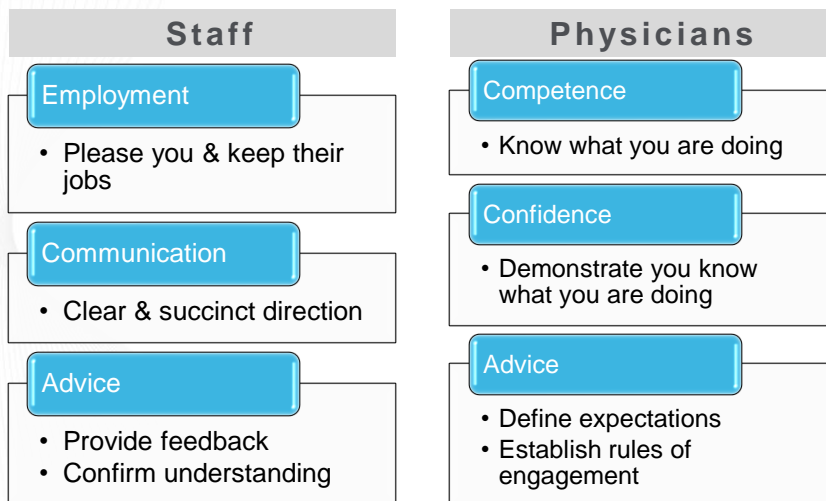 Staff
Employment
• Please you & keep their
jobs
Communication
• Clear & succinct direction
Advice
• Provide feedback
• Confirm understanding
Physicians
Competence
• Know what you are doing
Confidence
• Demonstrate you know
what you are doing
Advice
• Define expectations
• Establish rules of
engagement